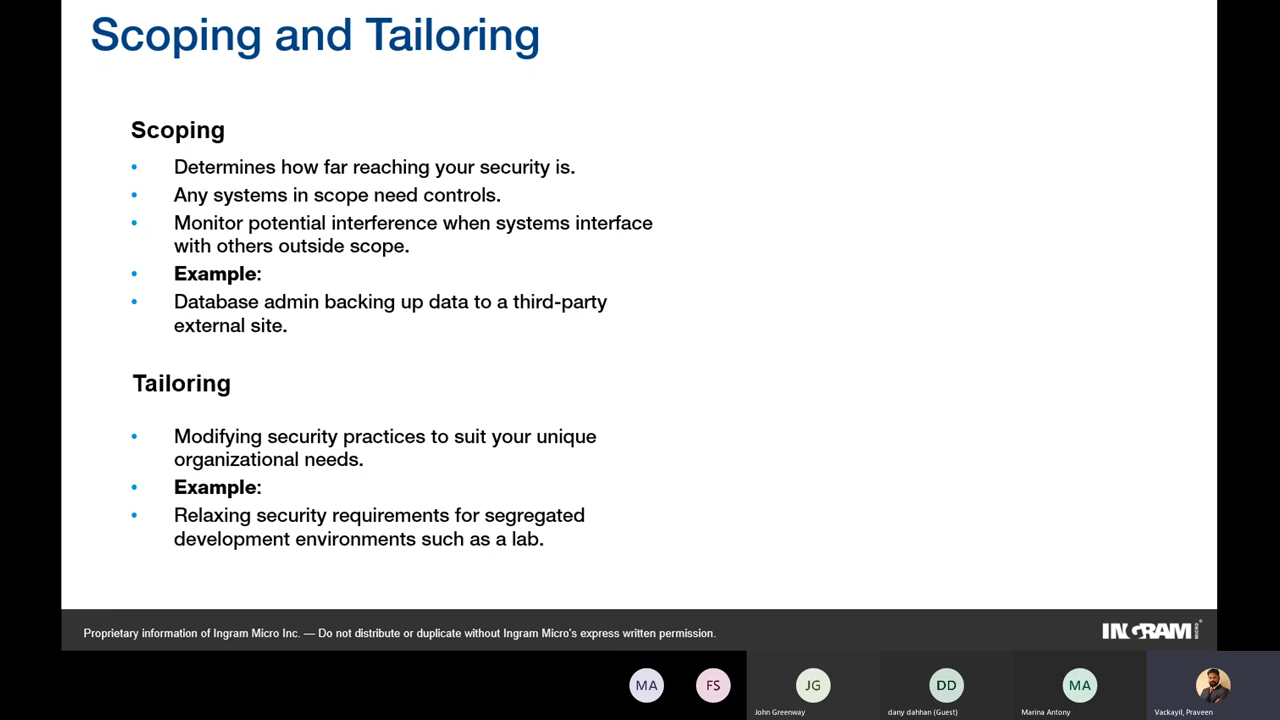 Scoping and Tailoring
Scoping
• Determines how far reaching your security is.
• Any systems in scope need controls.
• Monitor potential interference when systems interface
with others outside scope.
• Example:
• Database admin backing up data to a third-party
external site.
Tailoring
• Modifying security practices to suit your unique
organizational needs.
• Example:
• Relaxing security requirements for segregated
development environments such as a lab.
Proprietary information of Ingram Micro Inc. — Do not distribute or duplicate without Ingram Micro's express written permission.
INGRAM MICRO®
MA
FS
JG
John Greenway
DD
dany dahhan (Guest)
MA
Marina Antony
Vackayil, Praveen